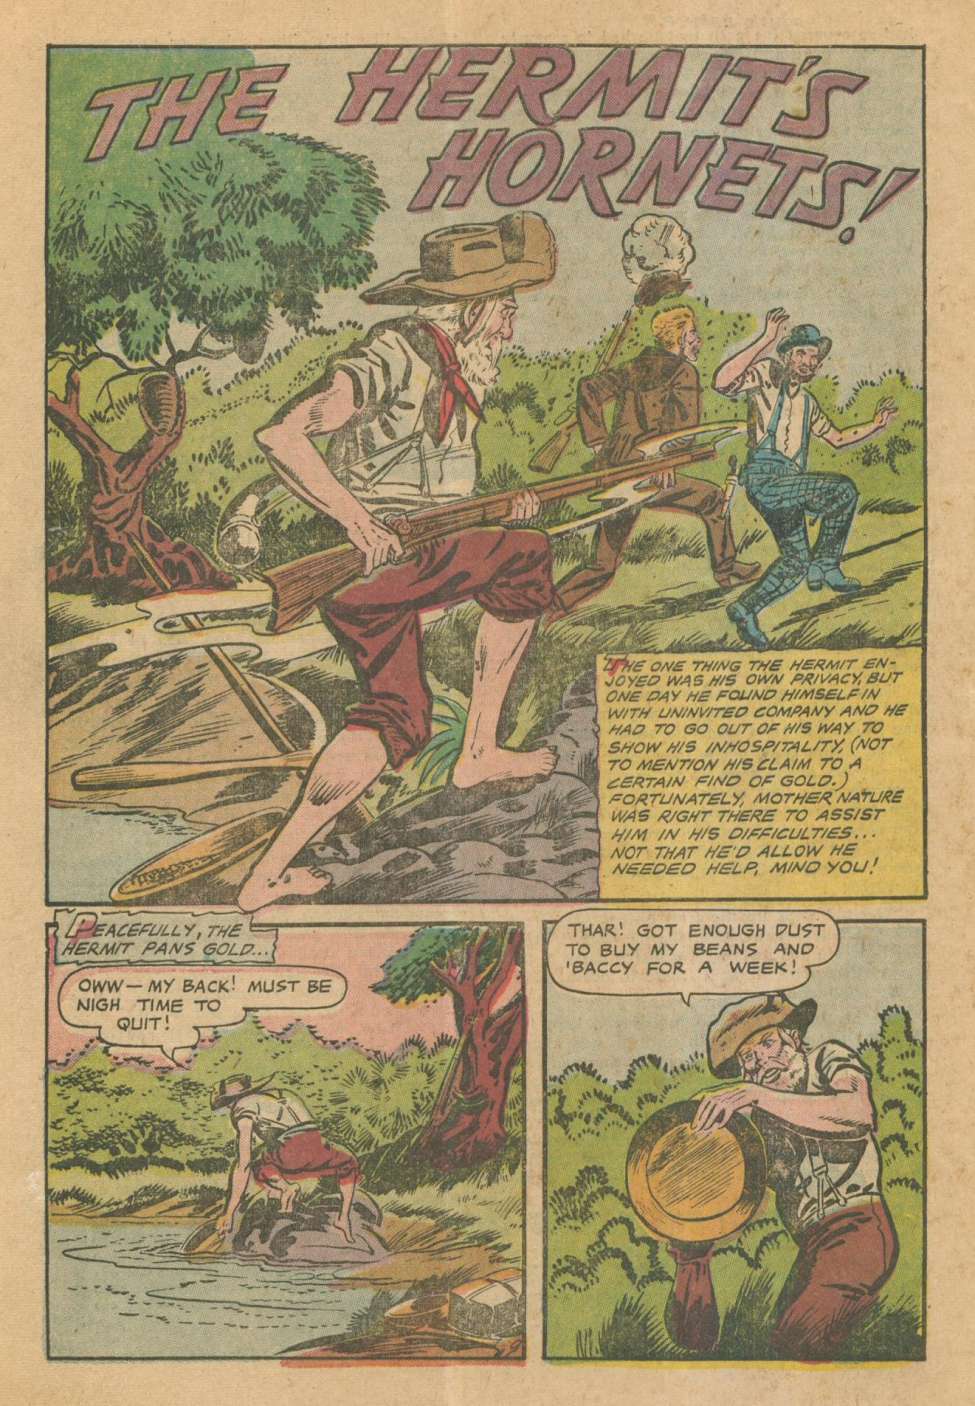 THE HERMIT'S
HORNETS!
THE ONE THING THE HERMIT EN-
JOYED WAS HIS OWN PRIVACY, BUT
ONE DAY HE FOUND HIMSELF IN
WITH UNINVITED COMPANY AND HE
HAD TO GO OUT OF HIS WAY TO
SHOW HIS INHOSPITALITY, (NOT
TO MENTION HIS CLAIM TO A
CERTAIN FIND OF GOLD.)
FORTUNATELY, MOTHER NATURE
WAS RIGHT THERE TO ASSIST
HIM IN HIS DIFFICULTIES...
NOT THAT HE'D ALLOW HE
NEEDED HELP, MIND YOU!
PEACEFULLY, THE
HERMIT PANS GOLD...
OWW — MY BACK! MUST BE
NIGH TIME TO
QUIT!
THAR! GOT ENOUGH DUST
TO BUY MY BEANS AND
'BACCY FOR A WEEK!